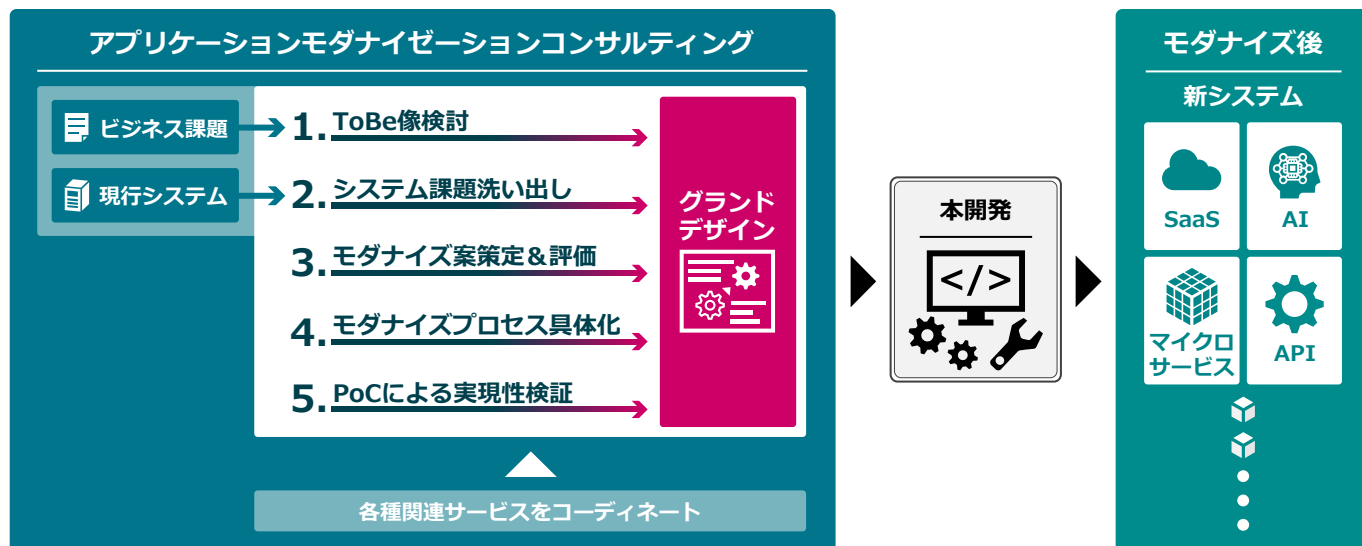 アプリケーションモダナイゼーションコンサルティング
ビジネス課題
現行システム
1. ToBe像検討
2. システム課題洗い出し
3. モダナイズ案策定＆評価
4. モダナイズプロセス具体化
5. PoCによる実現性検証
グランド
デザイン
各種関連サービスをコーディネート
本開発
</>
モダナイズ後
新システム
SaaS
AI
マイクロ
サービス
API